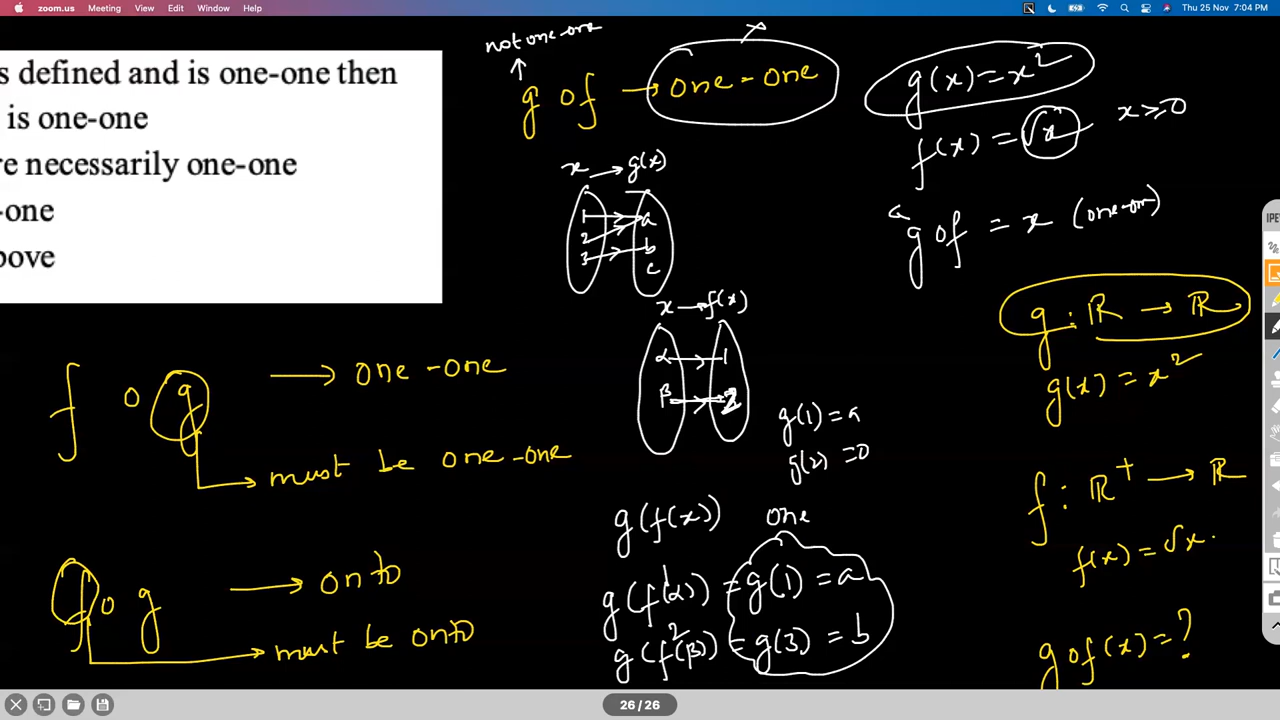 zoom.us Meeting View Edit Window Help Thu 25 Nov 7:04 PM
s defined and is one-one then
is one-one
re necessarily one-one
-one
bove
not one-one
g o f → one-one
x → g(x)
1 a
2 b
3 c
x → f(x)
α 1
β 2
g(1) = a
g(f(x))
one
g(f(α)) = g(1) = a
g(f(β)) = g(3) = b
2
g(x) = x²
f(x) = √x x ≥ 0
g o f = x (one-one)
g : ℝ → ℝ
g(x) = x²
f : ℝ⁺ → ℝ
f(x) = √x
g o f (x) = ?
f o g → one-one
must be one-one
f o g → onto
must be onto
26 / 26